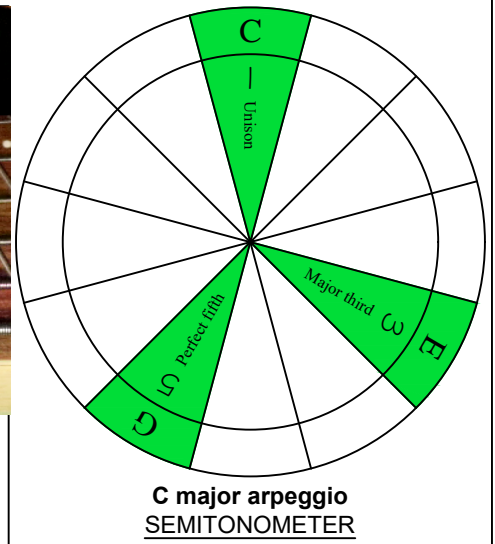 C
1 Unison
Major third 3
E
Perfect fifth
5
G
C major arpeggio
SEMITONOMETER